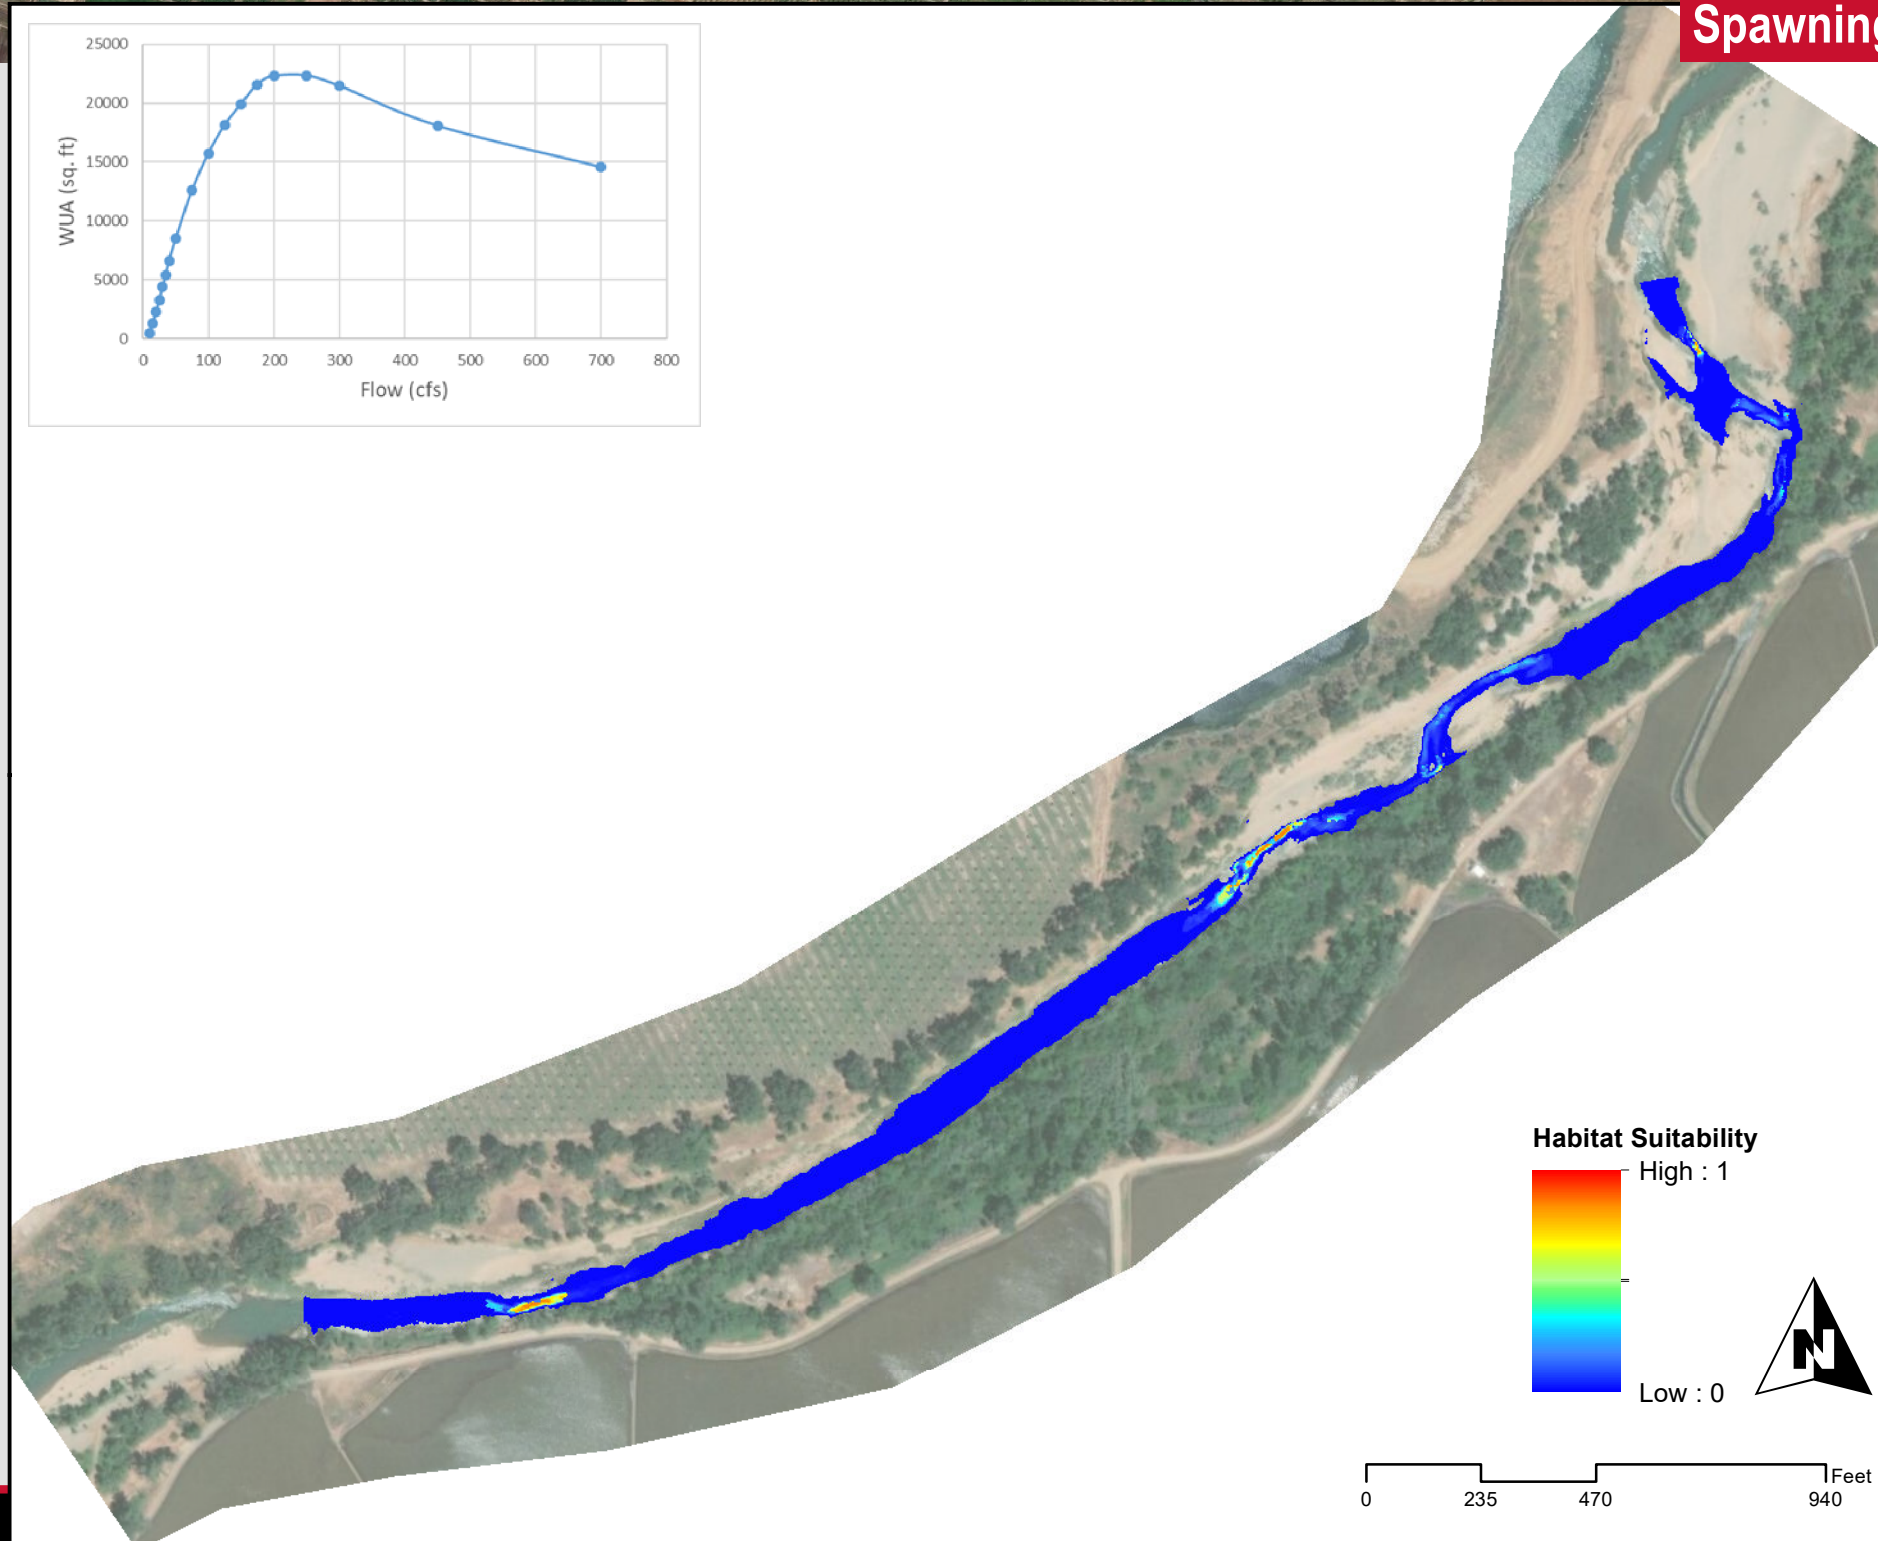 Spawning
25000
20000
15000
10000
5000
0
WUA (sq. ft)
0 100 200 300 400 500 600 700 800
Flow (cfs)
Habitat Suitability
High : 1
Low : 0
N
Feet
0 235 470 940